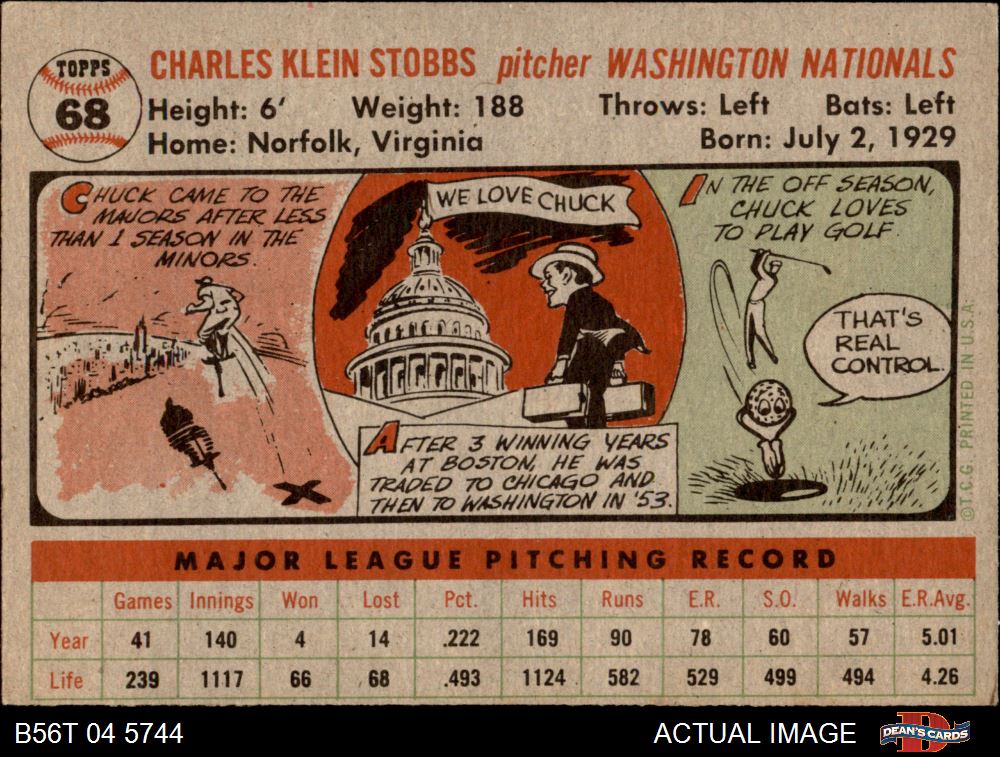 TOPPS
68
CHARLES KLEIN STOBBS pitcher WASHINGTON NATIONALS
Height: 6' Weight: 188 Throws: Left Bats: Left
Home: Norfolk, Virginia Born: July 2, 1929
CHUCK CAME TO THE
MAJORS AFTER LESS
THAN 1 SEASON IN THE
MINORS.
WE LOVE CHUCK
AFTER 3 WINNING YEARS
AT BOSTON, HE WAS
TRADED TO CHICAGO AND
THEN TO WASHINGTON IN '53.
IN THE OFF SEASON,
CHUCK LOVES
TO PLAY GOLF.
THAT'S
REAL
CONTROL.
© T.C.G. PRINTED IN U.S.A.
MAJOR LEAGUE PITCHING RECORD
Games Innings Won Lost Pct. Hits Runs E.R. S.O. Walks E.R.Avg.
Year 41 140 4 14 .222 169 90 78 60 57 5.01
Life 239 1117 66 68 .493 1124 582 529 499 494 4.26
B56T 04 5744 ACTUAL IMAGE DEAN'S CARDS